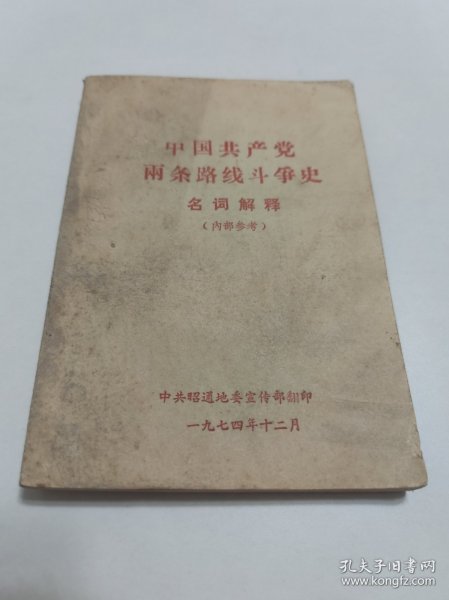 中国共产党
兩条路线斗爭史
名词解释
（内部参考）
中共昭通地委宣传部翻印
一九七四年十二月
孔夫子旧书网
www.kongfz.com